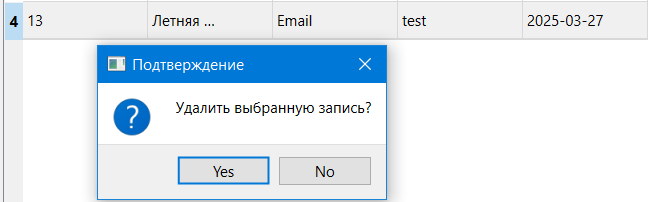 4 13 Летняя ... Email test 2025-03-27
Подтверждение
Удалить выбранную запись?
Yes No